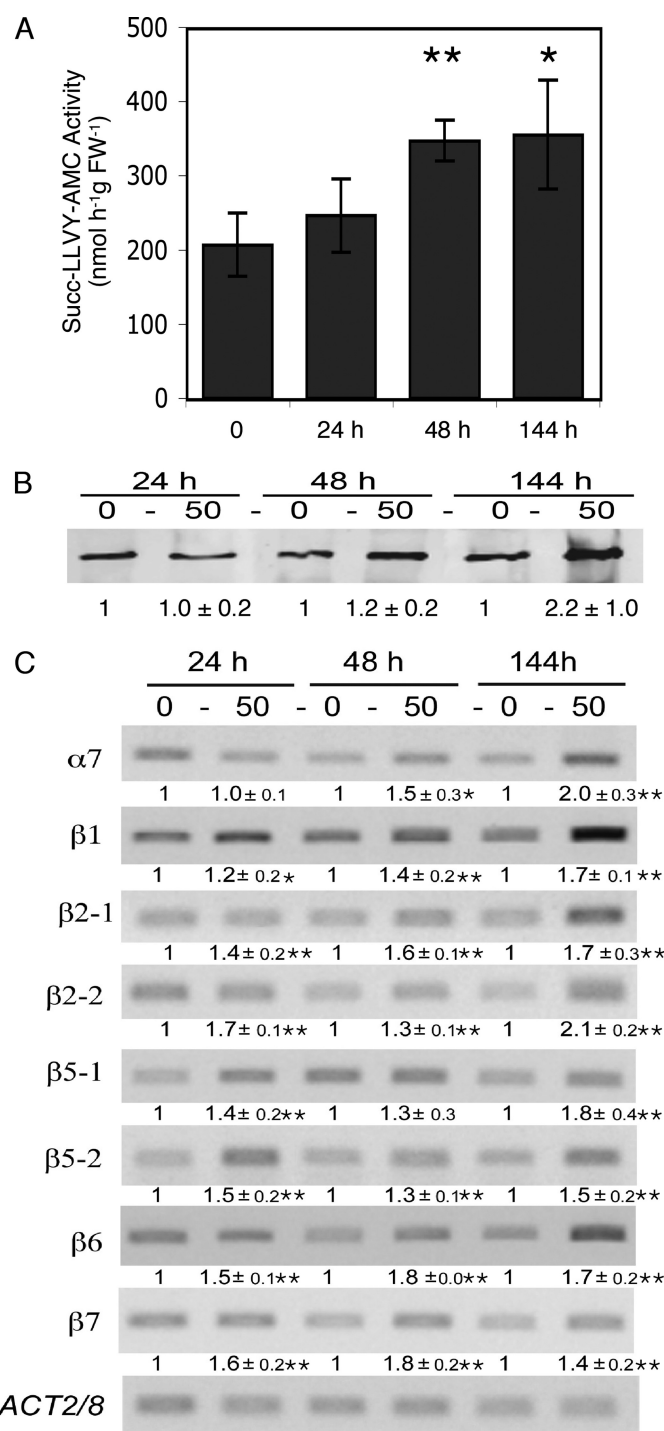 A
Succ-LLVY-AMC Activity
(nmol h-1g FW-1)
500
400
300
200
100
0
** *
0 24 h 48 h 144 h
B
24 h 48 h 144 h
0 - 50 - 0 - 50 - 0 - 50
1 1.0 ± 0.2 1 1.2 ± 0.2 1 2.2 ± 1.0
C
24 h 48 h 144h
0 - 50 - 0 - 50 - 0 50
α7
1 1.0± 0.1 1 1.5± 0.3* 1 2.0 ±0.3**
β1
1 1.2± 0.2* 1 1.4± 0.2** 1 1.7± 0.1**
β2-1
1 1.4± 0.2** 1 1.6± 0.1** 1 1.7± 0.3**
β2-2
1 1.7± 0.1** 1 1.3± 0.1** 1 2.1± 0.2**
β5-1
1 1.4± 0.2** 1 1.3± 0.3 1 1.8± 0.4**
β5-2
1 1.5± 0.2** 1 1.3± 0.1** 1 1.5± 0.2**
β6
1 1.5± 0.1** 1 1.8 ±0.0** 1 1.7± 0.2**
β7
1 1.6± 0.2** 1 1.8± 0.2** 1 1.4± 0.2**
ACT2/8